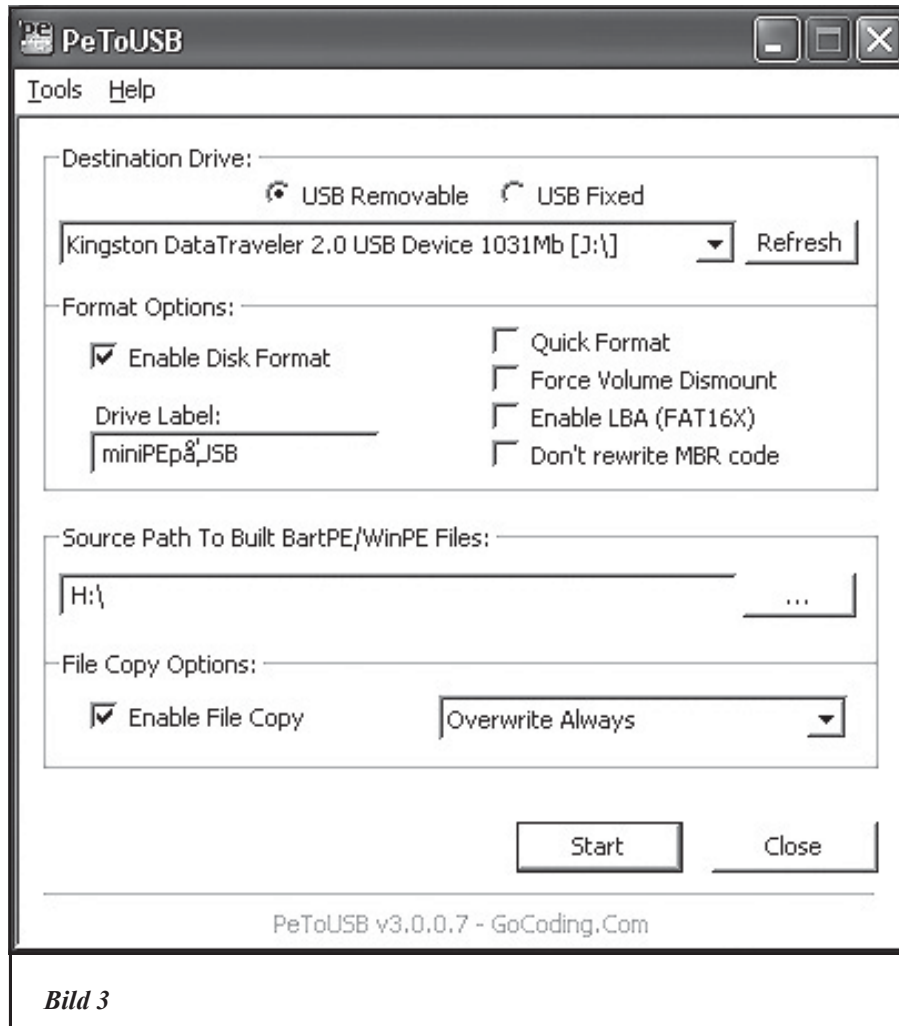 PeToUSB
Tools Help
Destination Drive:
USB Removable USB Fixed
Kingston DataTraveler 2.0 USB Device 1031Mb [J:\]
Refresh
Format Options:
Enable Disk Format
Quick Format
Force Volume Dismount
Drive Label:
Enable LBA (FAT16X)
Don't rewrite MBR code
Source Path To Built BartPE/WinPE Files:
H:\
...
File Copy Options:
Enable File Copy
Overwrite Always
Start Close
PeToUSB v3.0.0.7 - GoCoding.Com
Bild 3